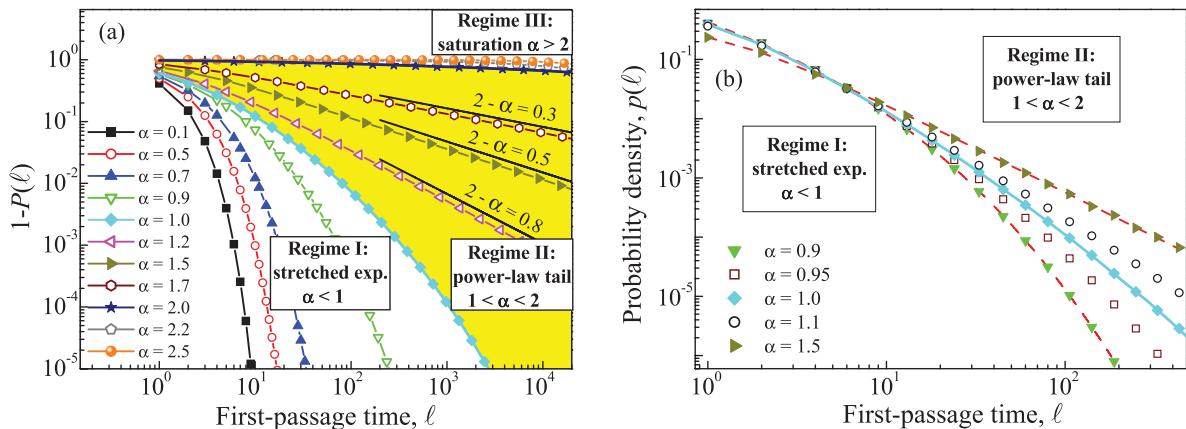 (a)
Regime III:
saturation α > 2
10^0
10^-1
10^-2
10^-3
10^-4
10^-5
1-P(ℓ)
α = 0.1
α = 0.5
α = 0.7
α = 0.9
α = 1.0
α = 1.2
α = 1.5
α = 1.7
α = 2.0
α = 2.2
α = 2.5
2 - α = 0.3
2 - α = 0.5
2 - α = 0.8
Regime I:
stretched exp.
α < 1
Regime II:
power-law tail
1 < α < 2
10^0 10^1 10^2 10^3 10^4
First-passage time, ℓ
(b)
Regime II:
power-law tail
1 < α < 2
Regime I:
stretched exp.
α < 1
10^-1
10^-3
10^-5
Probability density, p(ℓ)
α = 0.9
α = 0.95
α = 1.0
α = 1.1
α = 1.5
10^0 10^1 10^2
First-passage time, ℓ